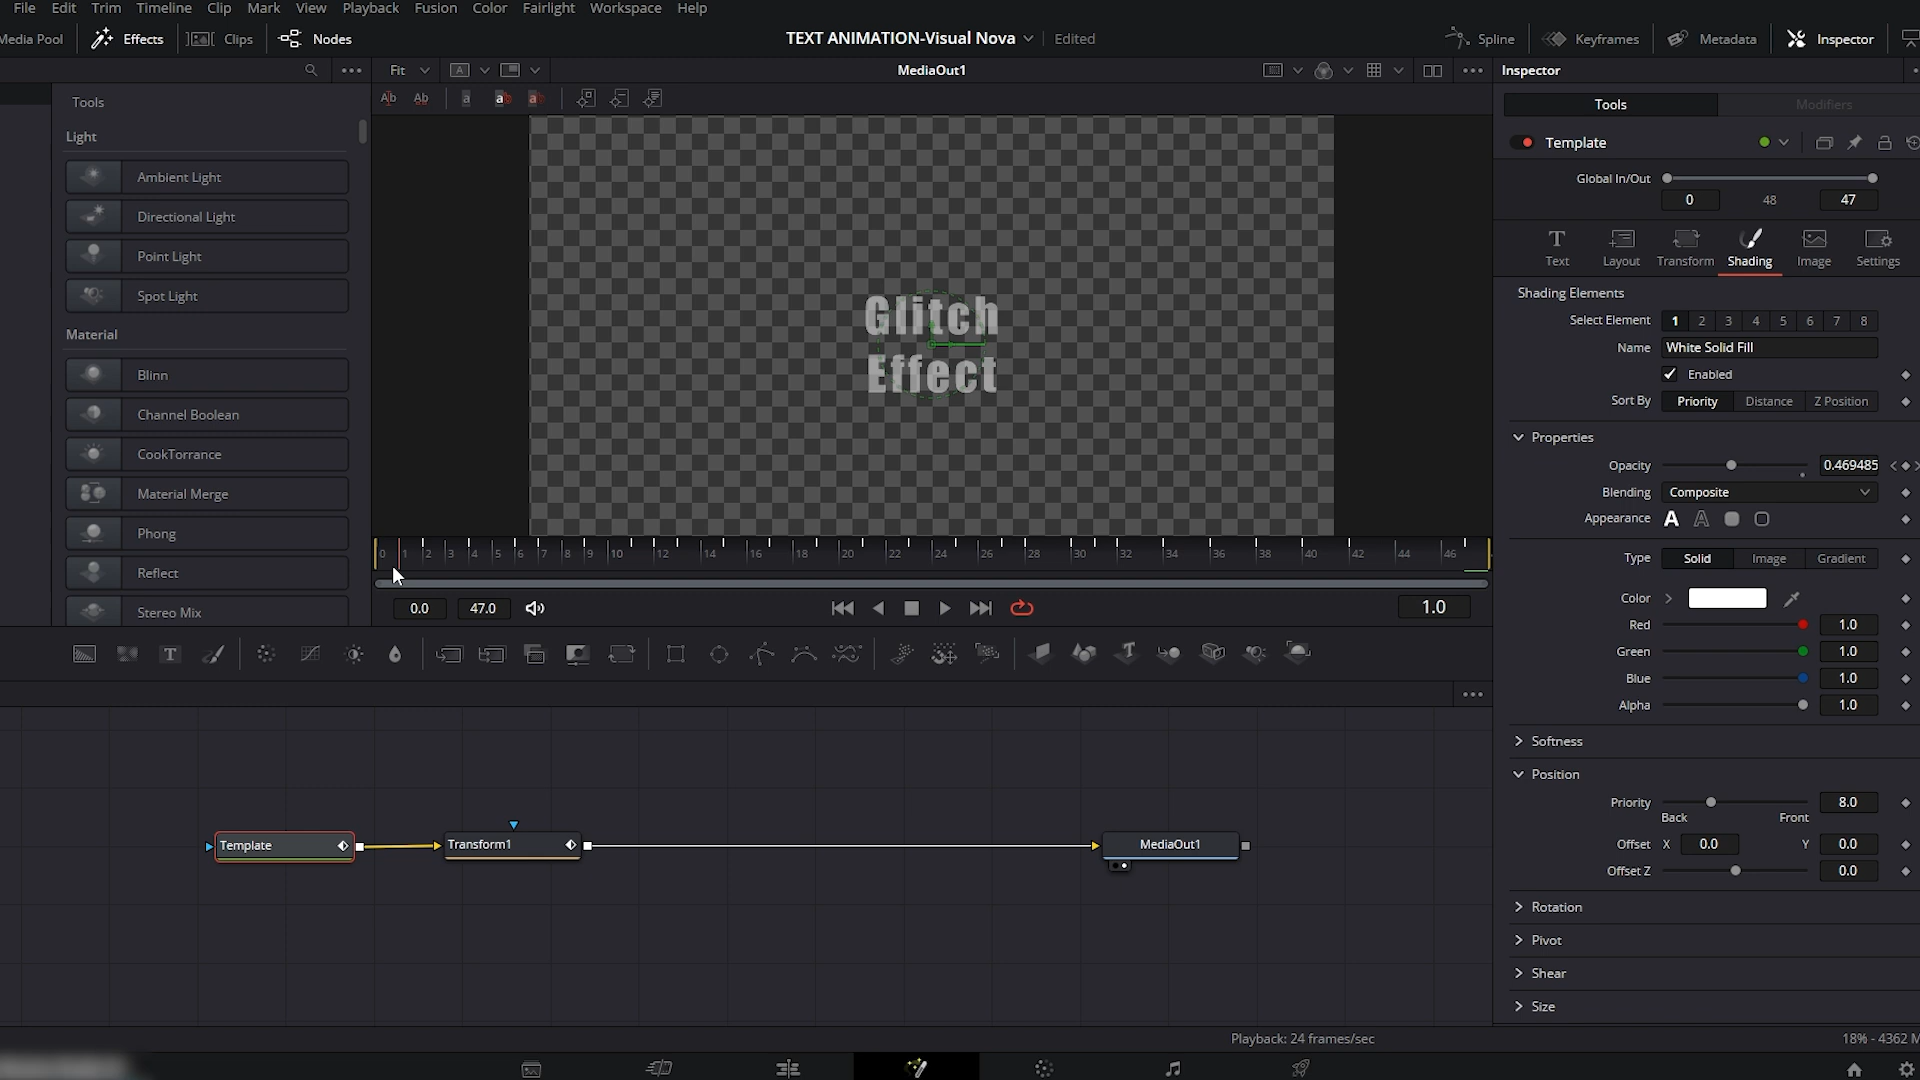 File Edit Trim Timeline Clip Mark View Playback Fusion Color Fairlight Workspace Help
Media Pool Effects Clips Nodes TEXT ANIMATION-Visual Nova Edited Spline Keyframes Metadata Inspector
Fit A MediaOut1 Inspector
Tools
Light
Ambient Light
Directional Light
Point Light
Spot Light
Material
Blinn
Channel Boolean
CookTorrance
Material Merge
Phong
Reflect
Stereo Mix
Glitch
Effect
0 1 2 3 4 5 6 7 8 9 10 12 14 16 18 20 22 24 26 28 30 32 34 36 38 40 42 44 46
0.0 47.0 1.0
Template Transform1 MediaOut1
Tools Modifiers
Template
Global In/Out
0 48 47
Text Layout Transform Shading Image Settings
Shading Elements
Select Element 1 2 3 4 5 6 7 8
Name White Solid Fill
Enabled
Sort By Priority Distance Z Position
Properties
Opacity 0.469485
Blending Composite
Appearance A A
Type Solid Image Gradient
Color
Red 1.0
Green 1.0
Blue 1.0
Alpha 1.0
Softness
Position
Priority 8.0
Back Front
Offset X 0.0 Y 0.0
Offset Z 0.0
Rotation
Pivot
Shear
Size
Playback: 24 frames/sec 18% - 4362 M